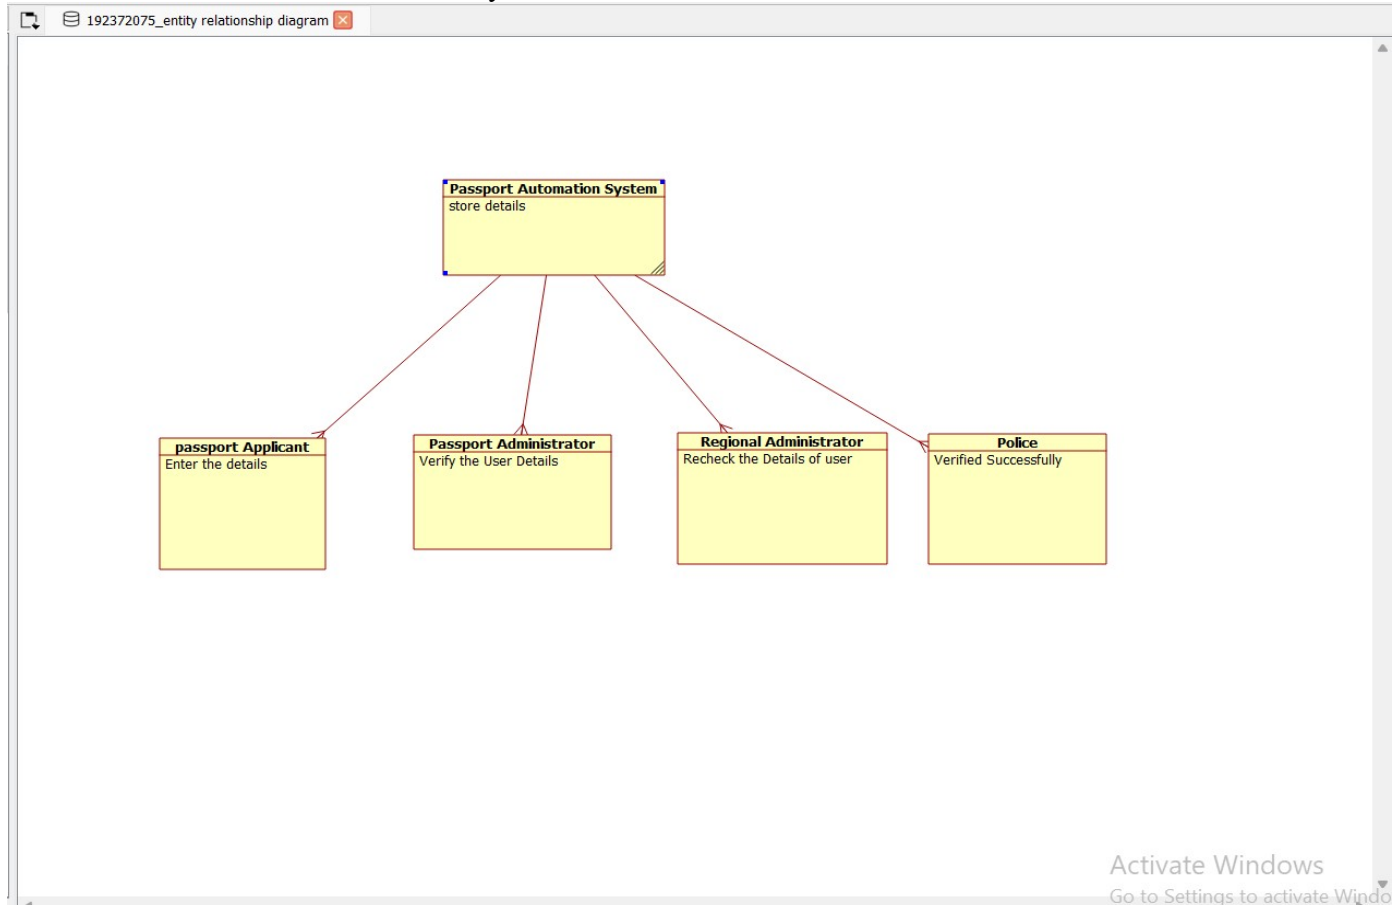 192372075_entity relationship diagram
Passport Automation System
store details
passport Applicant
Enter the details
Passport Administrator
Verify the User Details
Regional Administrator
Recheck the Details of user
Police
Verified Successfully
Activate Windows
Go to Settings to activate Windo